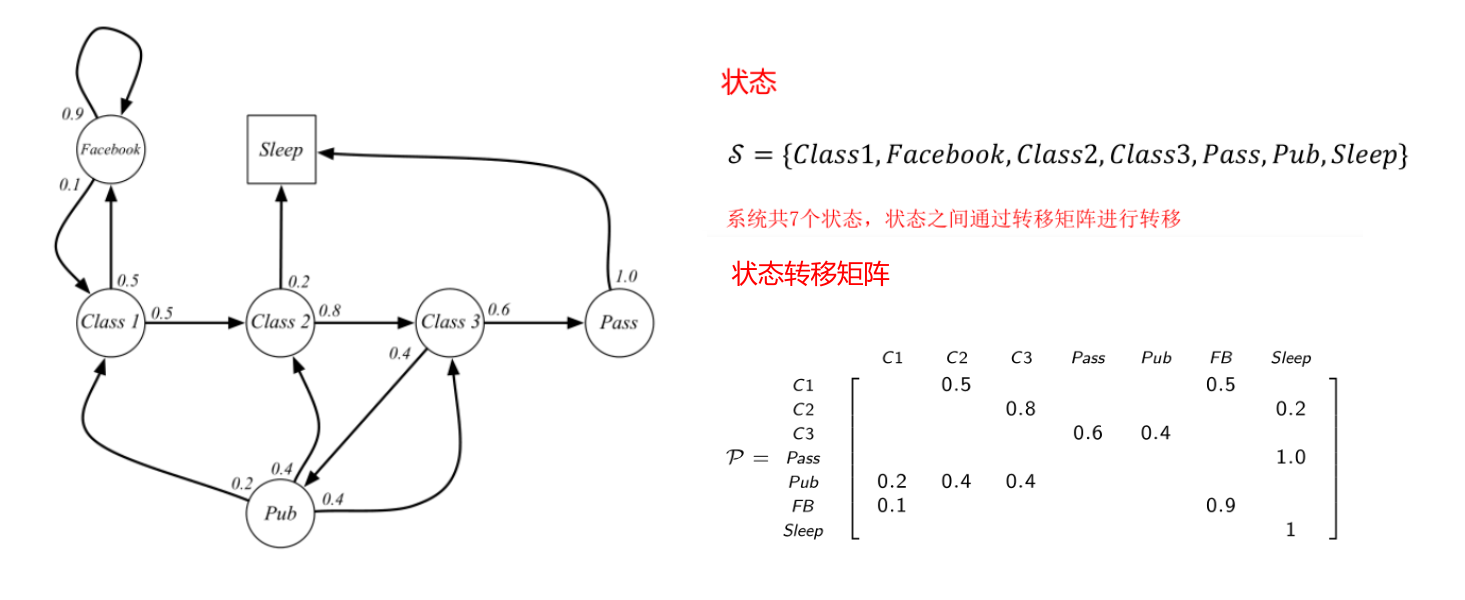 0.9
Facebook
0.1
Sleep
0.5
0.2
1.0
Class 1
0.5
Class 2
0.8
Class 3
0.6
Pass
0.4
0.4
0.2
0.4
Pub
状态
𝒮 = {Class1, Facebook, Class2, Class3, Pass, Pub, Sleep}
系统共7个状态，状态之间通过转移矩阵进行转移
状态转移矩阵
C1 C2 C3 Pass Pub FB Sleep
C1 0.5 0.5
C2 0.8 0.2
C3 0.6 0.4
𝒫 = Pass 1.0
Pub 0.2 0.4 0.4
FB 0.1 0.9
Sleep 1